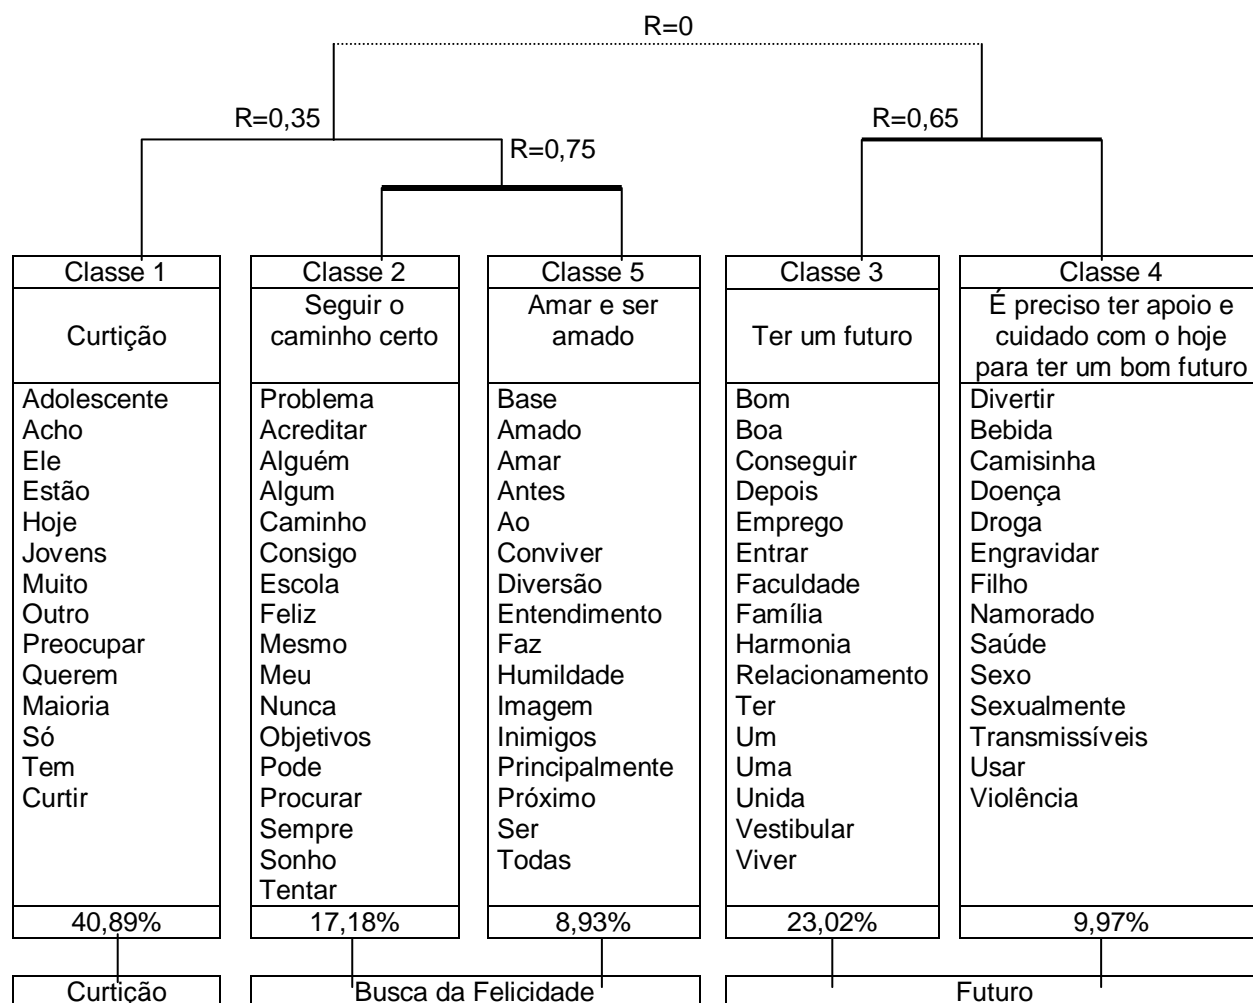 R=0
R=0,35
R=0,65
R=0,75
Classe 1
Curtição
Adolescente
Acho
Ele
Estão
Hoje
Jovens
Muito
Outro
Preocupar
Querem
Maioria
Só
Tem
Curtir
40,89%
Classe 2
Seguir o
caminho certo
Problema
Acreditar
Alguém
Algum
Caminho
Consigo
Escola
Feliz
Mesmo
Meu
Nunca
Objetivos
Pode
Procurar
Sempre
Sonho
Tentar
17,18%
Classe 5
Amar e ser
amado
Base
Amado
Amar
Antes
Ao
Conviver
Diversão
Entendimento
Faz
Humildade
Imagem
Inimigos
Principalmente
Próximo
Ser
Todas
8,93%
Classe 3
Ter um futuro
Bom
Boa
Conseguir
Depois
Emprego
Entrar
Faculdade
Família
Harmonia
Relacionamento
Ter
Um
Uma
Unida
Vestibular
Viver
23,02%
Classe 4
É preciso ter apoio e
cuidado com o hoje
para ter um bom futuro
Divertir
Bebida
Camisinha
Doença
Droga
Engravidar
Filho
Namorado
Saúde
Sexo
Sexualmente
Transmissíveis
Usar
Violência
9,97%
Curtição
Busca da Felicidade
Futuro